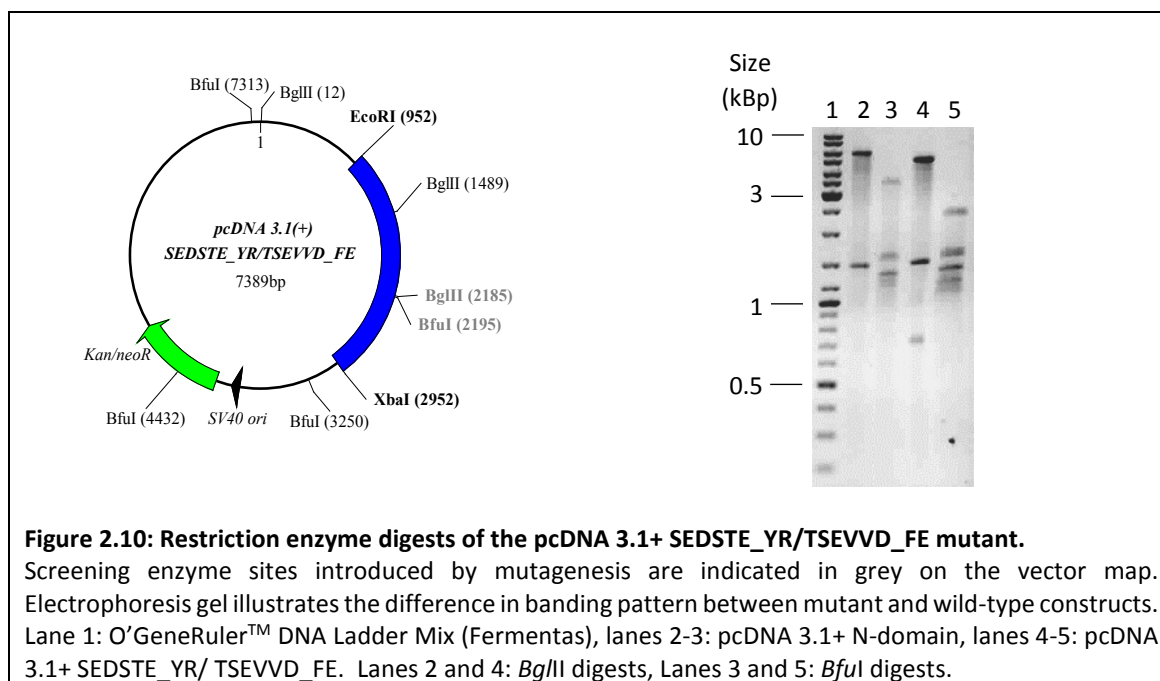 BfuI (7313)
BglII (12)
EcoRI (952)
1
BglII (1489)
pcDNA 3.1(+)
SEDSTE_YR/TSEVVD_FE
7389bp
BglII (2185)
BfuI (2195)
Kan/neoR
XbaI (2952)
BfuI (4432)
SV40 ori
BfuI (3250)
Size
(kBp)
1 2 3 4 5
10
3
1
0.5
Figure 2.10: Restriction enzyme digests of the pcDNA 3.1+ SEDSTE_YR/TSEVVD_FE mutant.
Screening enzyme sites introduced by mutagenesis are indicated in grey on the vector map.
Electrophoresis gel illustrates the difference in banding pattern between mutant and wild-type constructs.
Lane 1: O’GeneRuler™ DNA Ladder Mix (Fermentas), lanes 2-3: pcDNA 3.1+ N-domain, lanes 4-5: pcDNA
3.1+ SEDSTE_YR/ TSEVVD_FE. Lanes 2 and 4: BglII digests, Lanes 3 and 5: BfuI digests.